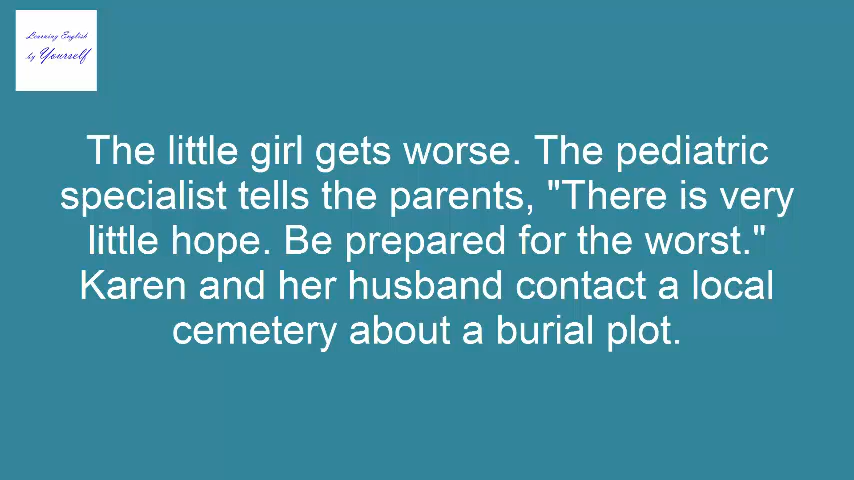 Learning English
by Yourself
The little girl gets worse. The pediatric
specialist tells the parents, "There is very
little hope. Be prepared for the worst."
Karen and her husband contact a local
cemetery about a burial plot.